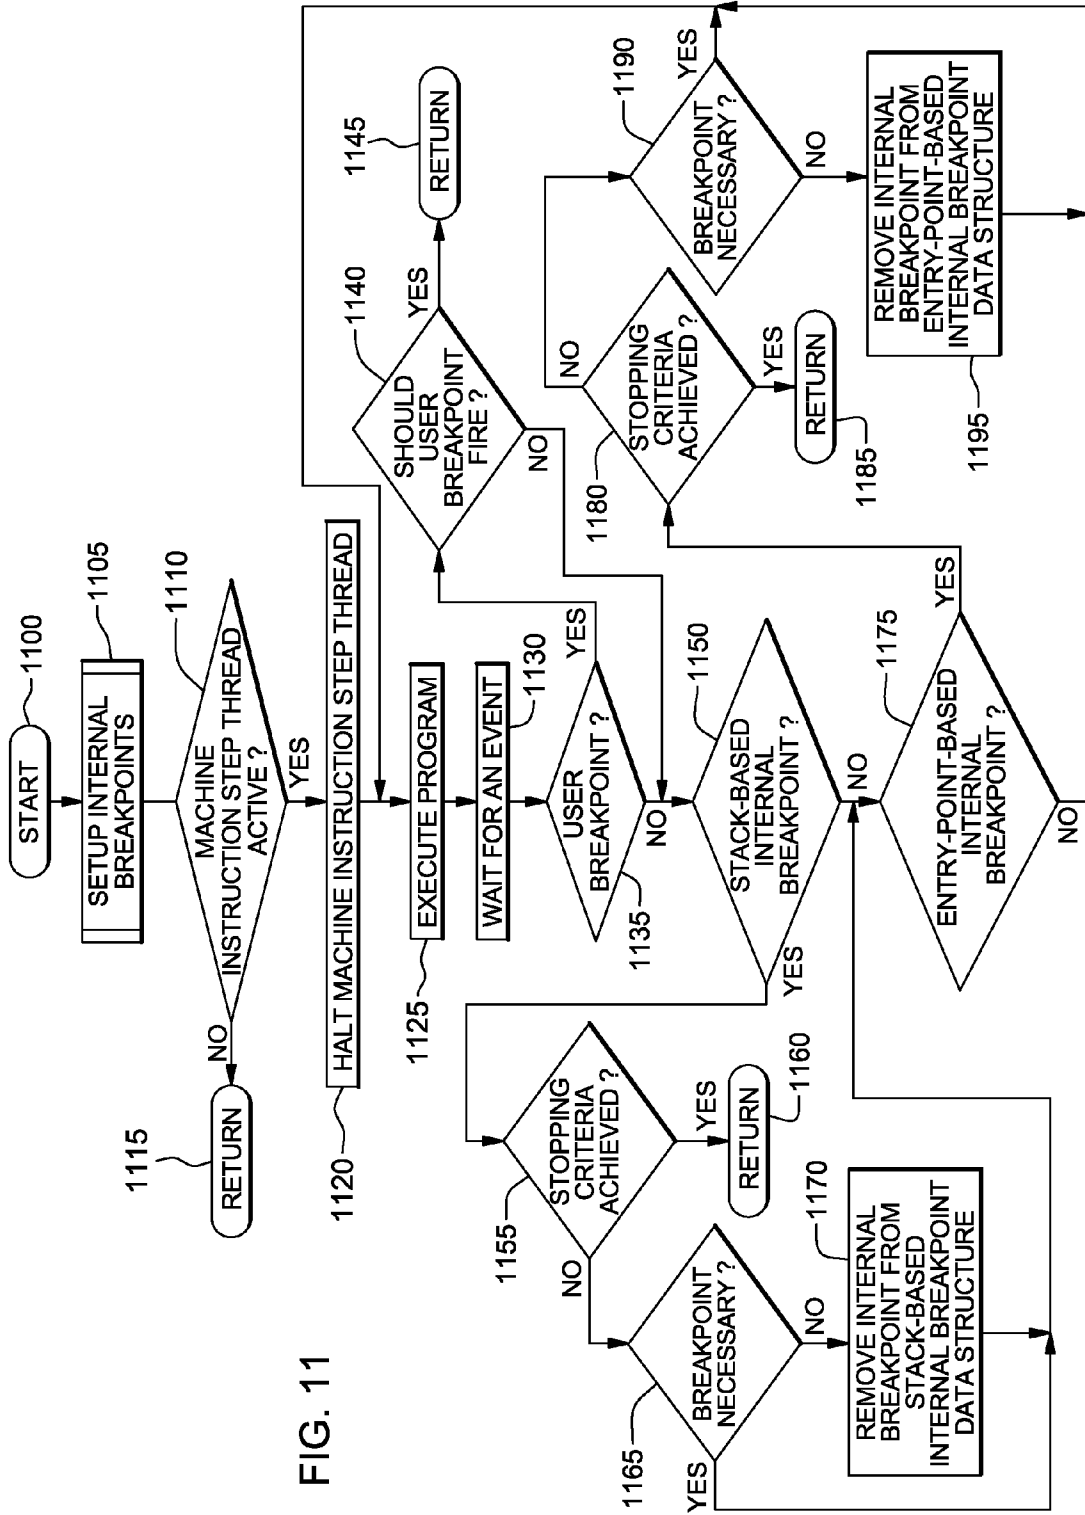 START
1100
SETUP INTERNAL
BREAKPOINTS
1105
MACHINE
INSTRUCTION STEP THREAD
ACTIVE ?
1110
NO
RETURN
1115
YES
HALT MACHINE INSTRUCTION STEP THREAD
1120
EXECUTE PROGRAM
1125
WAIT FOR AN EVENT
1130
USER
BREAKPOINT ?
1135
YES
NO
SHOULD
USER
BREAKPOINT
FIRE ?
1140
YES
NO
RETURN
1145
STACK-BASED
INTERNAL
BREAKPOINT ?
1150
YES
NO
STOPPING
CRITERIA
ACHIEVED ?
1155
YES
NO
RETURN
1160
BREAKPOINT
NECESSARY ?
1165
YES
NO
REMOVE INTERNAL
BREAKPOINT FROM
STACK-BASED
INTERNAL BREAKPOINT
DATA STRUCTURE
1170
ENTRY-POINT-BASED
INTERNAL
BREAKPOINT ?
1175
YES
NO
STOPPING
CRITERIA
ACHIEVED ?
1180
NO
YES
RETURN
1185
BREAKPOINT
NECESSARY ?
1190
YES
NO
REMOVE INTERNAL
BREAKPOINT FROM
ENTRY-POINT-BASED
INTERNAL BREAKPOINT
DATA STRUCTURE
1195
FIG. 11